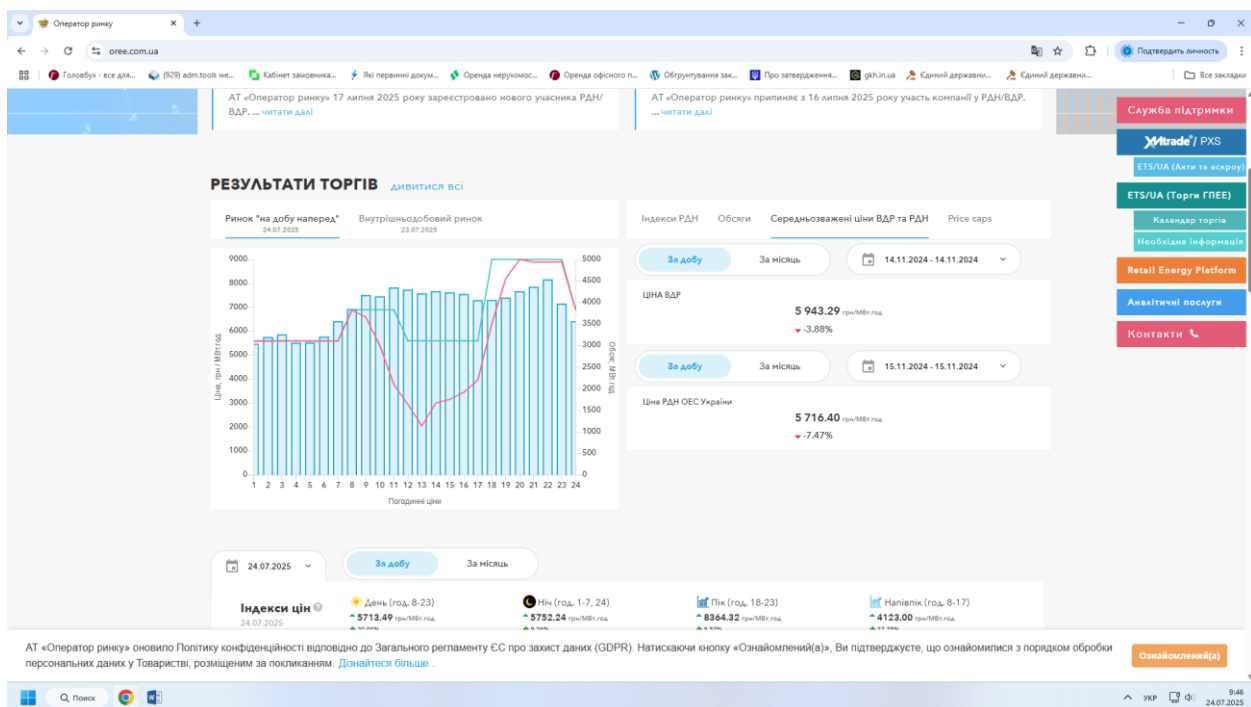 Оператор ринку
oree.com.ua
Подтвердить личность
Головбух - все для...
(929) adm.tools we...
Кабінет замовника...
Які первинні докум...
Оренда нерухомос...
Оренда офісного п...
Обгрунтування зак...
Про затвердження...
gkh.in.ua
Єдиний державни...
Єдиний державни...
Все закладки
АТ «Оператор ринку» 17 липня 2025 року зареєстровано нового учасника РДН/
ВДР. ... читати далі
АТ «Оператор ринку» припиняє з 16 липня 2025 року участь компанії у РДН/ВДР.
... читати далі
Служба підтримки
XMtrade®/ PXS
ETS/UA (Акти та ескроу)
ETS/UA (Торги ГПЕЕ)
Календер торгів
Необхідна інформація
Retail Energy Platform
Аналітичні послуги
Контакти
РЕЗУЛЬТАТИ ТОРГІВ дивитися всі
Ринок "на добу наперед"
24.07.2025
Внутрішньодобовий ринок
23.07.2025
Індекси РДН
Обсяги
Середньозважені ціни ВДР та РДН
Price caps
9000
8000
7000
6000
5000
4000
3000
2000
1000
0
Ціна, грн/МВт.год
5000
4500
4000
3500
3000
2500
2000
1500
1000
500
0
Обсяг, МВт.год
1 2 3 4 5 6 7 8 9 10 11 12 13 14 15 16 17 18 19 20 21 22 23 24
Погодинні ціни
За добу
За місяць
14.11.2024 - 14.11.2024
ЦІНА ВДР
5 943.29 грн/МВт.год
-3.88%
За добу
За місяць
15.11.2024 - 15.11.2024
Ціна РДН ОЕС України
5 716.40 грн/МВт.год
-7.47%
24.07.2025
За добу
За місяць
Індекси цін
24.07.2025
День (год. 8-23)
5713.49 грн/МВт.год
Ніч (год. 1-7, 24)
5752.24 грн/МВт.год
Пік (год. 18-23)
8364.32 грн/МВт.год
Напівпік (год. 8-17)
4123.00 грн/МВт.год
АТ «Оператор ринку» оновило Політику конфіденційності відповідно до Загального регламенту ЄС про захист даних (GDPR). Натискаючи кнопку «Ознайомлений(а)», Ви підтверджуєте, що ознайомилися з порядком обробки
персональних даних у Товаристві, розміщеним за покликанням. Дізнайтеся більше...
Ознайомлений(а)
Поиск
УКР
9:46
24.07.2025